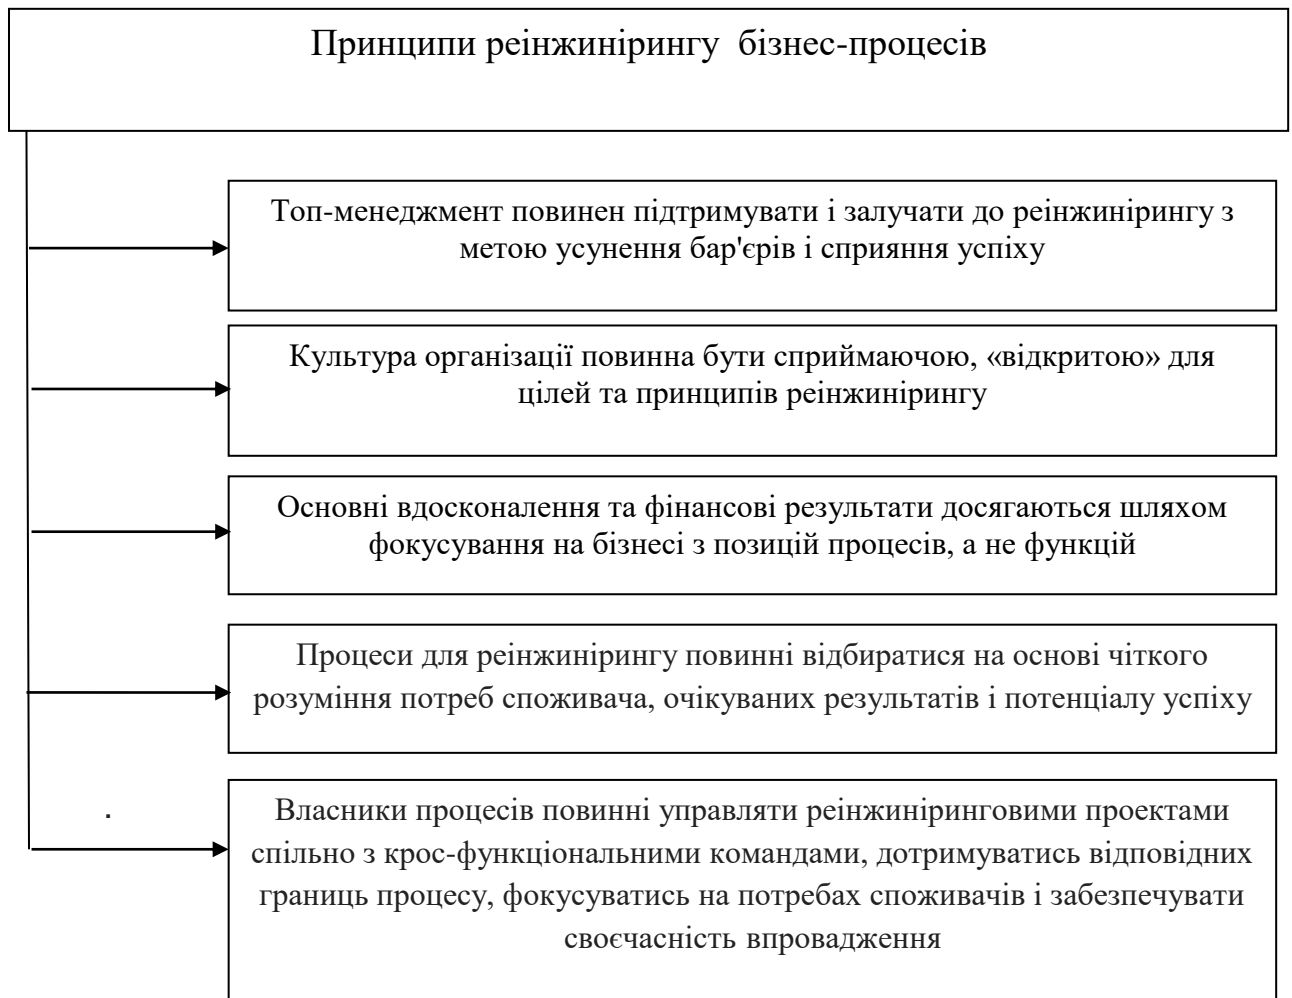 Принципи реінжинірингу  бізнес-процесів
Топ-менеджмент повинен підтримувати і залучати до реінжинірингу з
метою усунення бар'єрів і сприяння успіху
Культура організації повинна бути сприймаючою, «відкритою» для
цілей та принципів реінжинірингу
Основні вдосконалення та фінансові результати досягаються шляхом
фокусування на бізнесі з позицій процесів, а не функцій
Процеси для реінжинірингу повинні відбиратися на основі чіткого
розуміння потреб споживача, очікуваних результатів і потенціалу успіху
.
Власники процесів повинні управляти реінжиніринговими проектами
спільно з крос-функціональними командами, дотримуватись відповідних
границь процесу, фокусуватись на потребах споживачів і забезпечувати
своєчасність впровадження